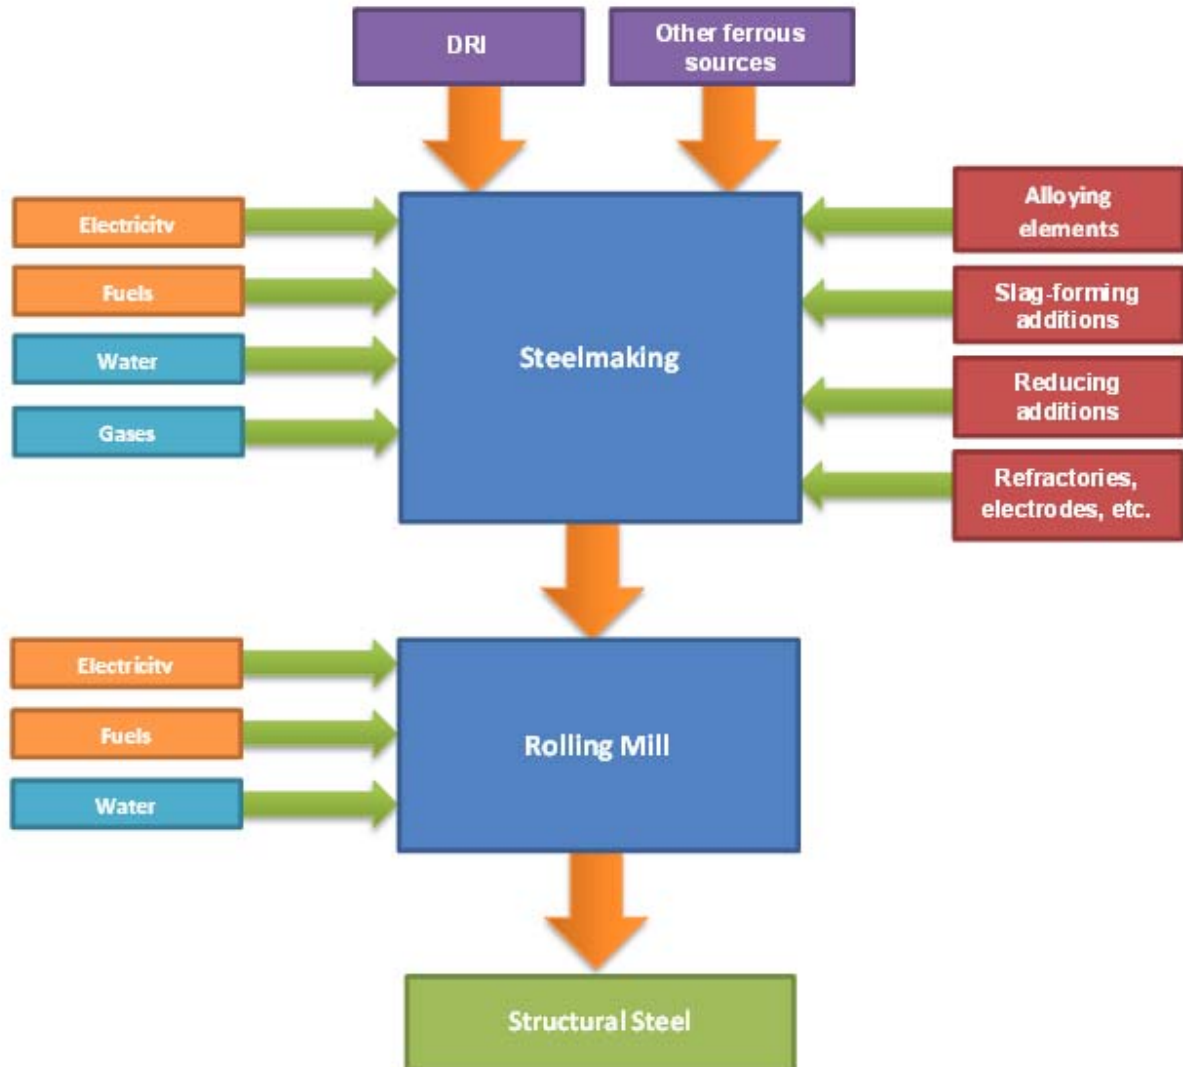 DRI
Other ferrous
sources
Electricity
Fuels
Water
Gases
Steelmaking
Alloying
elements
Slag-forming
additions
Reducing
additions
Refractories,
electrodes, etc.
Electricity
Fuels
Water
Rolling Mill
Structural Steel